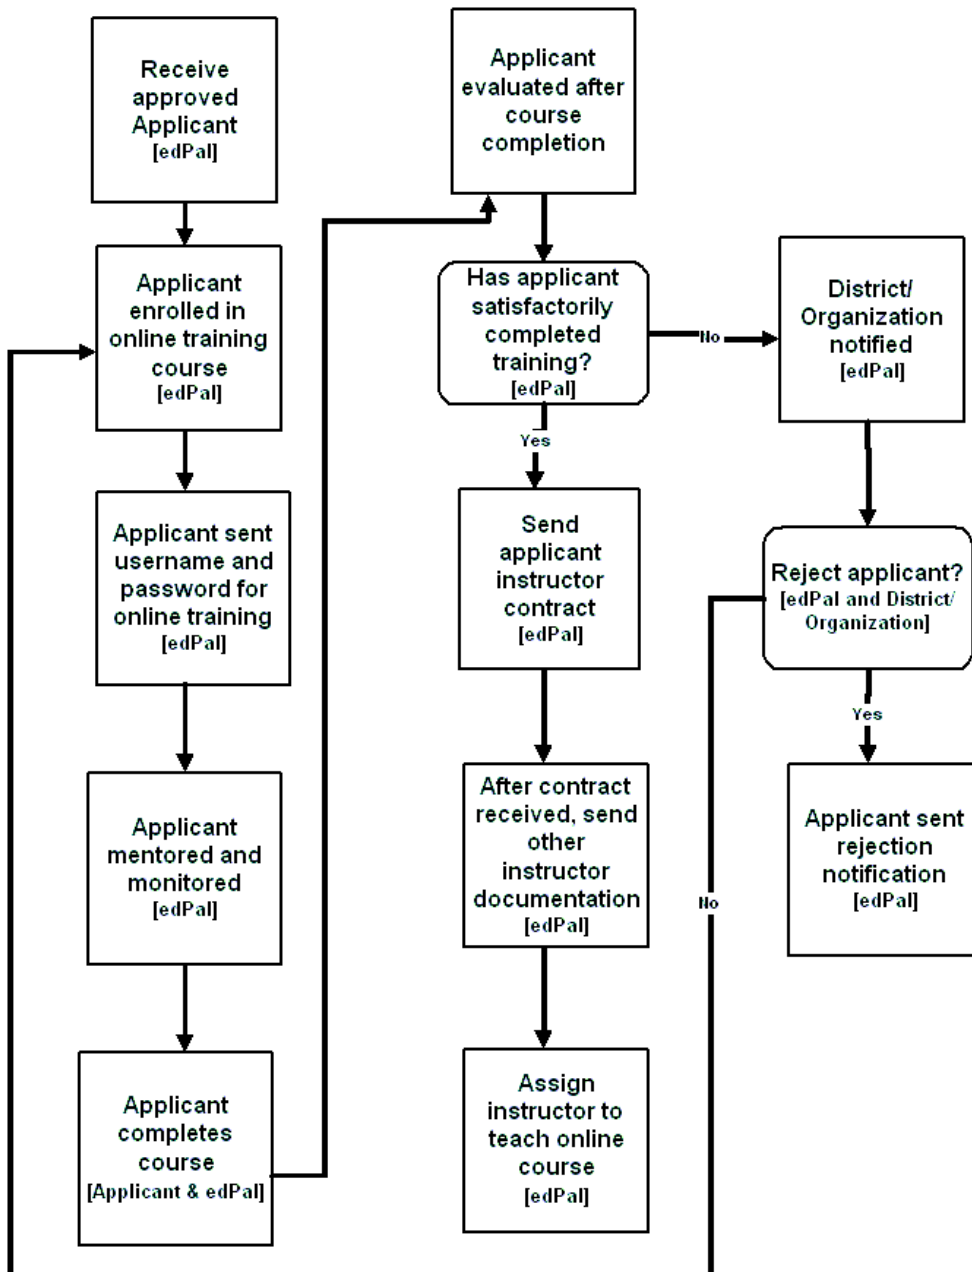 Receive
approved
Applicant
[edPal]
Applicant
enrolled in
online training
course
[edPal]
Applicant sent
username and
password for
online training
[edPal]
Applicant
mentored and
monitored
[edPal]
Applicant
completes
course
[Applicant & edPal]
Applicant
evaluated after
course
completion
Has applicant
satisfactorily
completed
training?
[edPal]
No
Yes
Send
applicant
instructor
contract
[edPal]
After contract
received, send
other
instructor
documentation
[edPal]
Assign
instructor to
teach online
course
[edPal]
District/
Organization
notified
[edPal]
Reject applicant?
[edPal and District/
Organization]
No
Yes
Applicant sent
rejection
notification
[edPal]